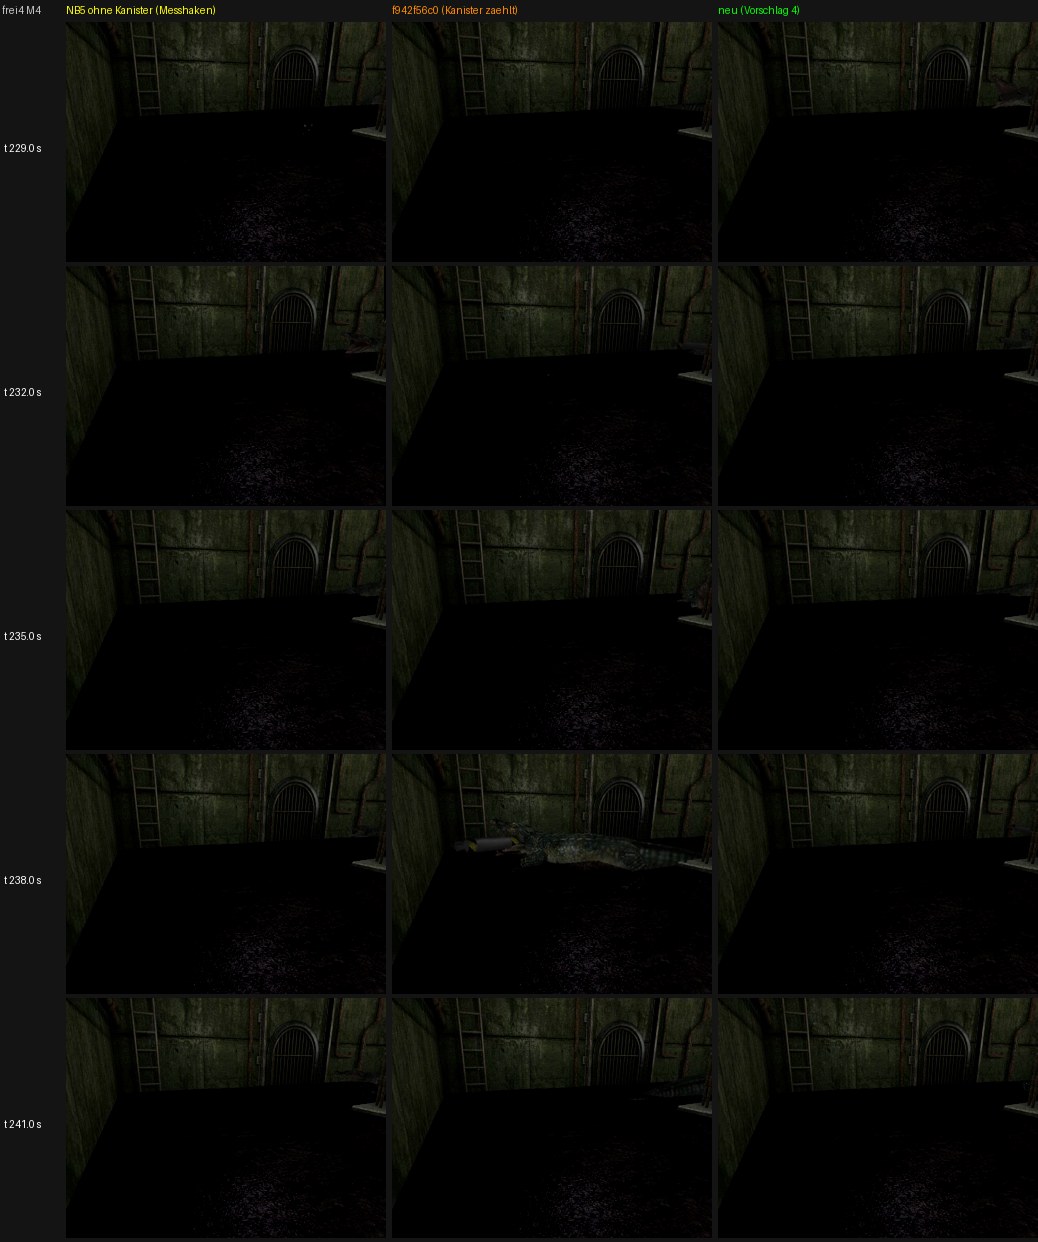 frei4 M4 NB5 ohne Kanister (Messhaken) f942f56c0 (Kanister zaehlt) neu (Vorschlag 4)
t 229.0 s
t 232.0 s
t 235.0 s
t 238.0 s
t 241.0 s